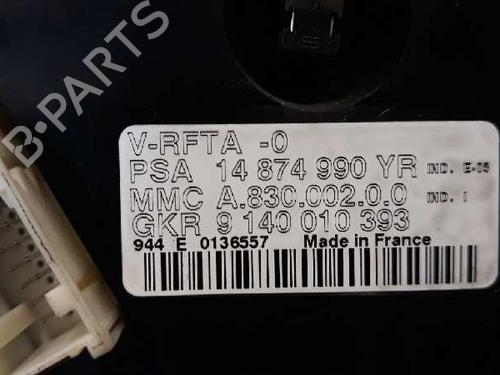 B-PARTS
V-RFTA -0
PSA 14 874 990 YR IND. E-05
MMC A.830.002.0.0 IND. I
GKR 9 140 010 393
944 E 0136557 Made in France